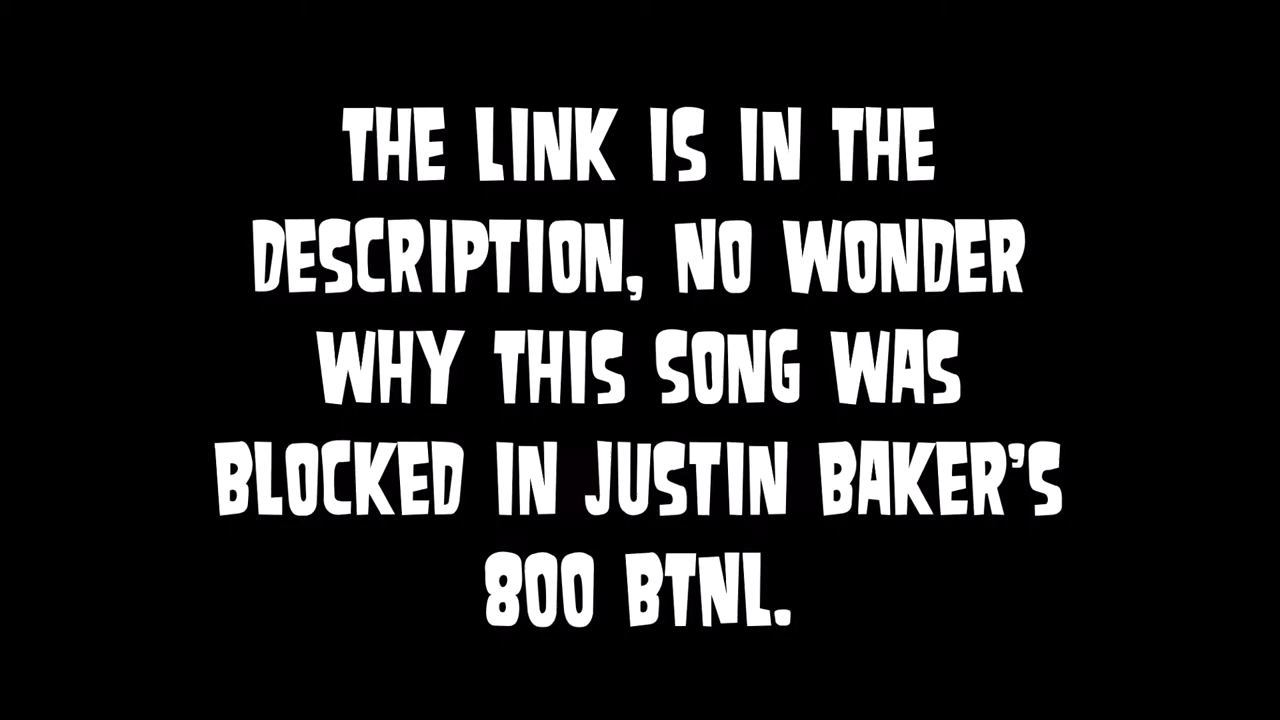 THE LINK IS IN THE
DESCRIPTION, NO WONDER
WHY THIS SONG WAS
BLOCKED IN JUSTIN BAKER'S
800 BTNL.